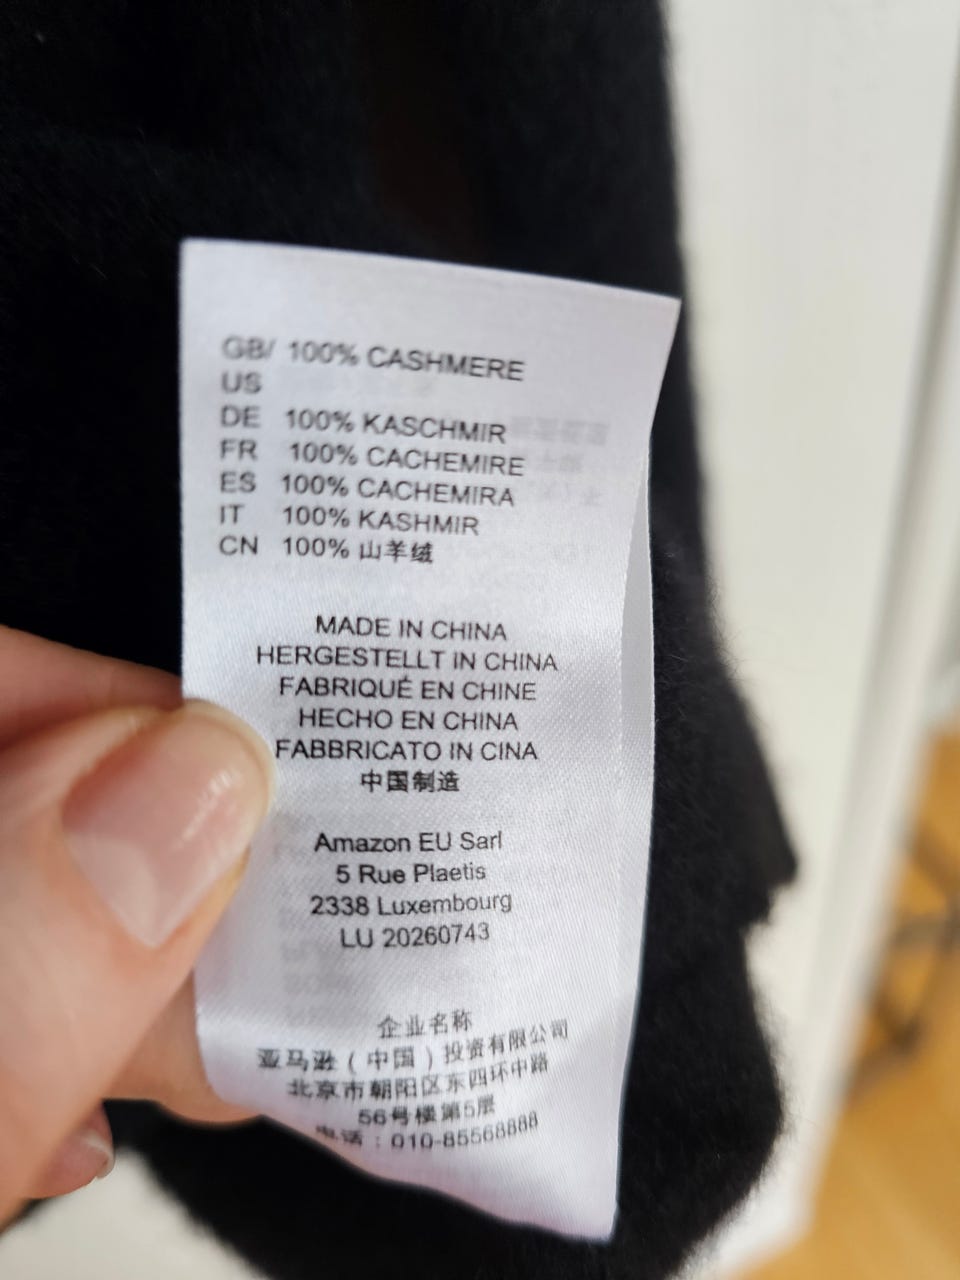 GB/ 100% CASHMERE
US
DE 100% KASCHMIR
FR 100% CACHEMIRE
ES 100% CACHEMIRA
IT 100% KASHMIR
CN 100% 山羊绒
MADE IN CHINA
HERGESTELLT IN CHINA
FABRIQUÉ EN CHINE
HECHO EN CHINA
FABBRICATO IN CINA
中国制造
Amazon EU Sarl
5 Rue Plaetis
2338 Luxembourg
LU 20260743
企业名称
亚马逊(中国)投资有限公司
北京市朝阳区东四环中路
56号楼第5层
电话:010-85568888